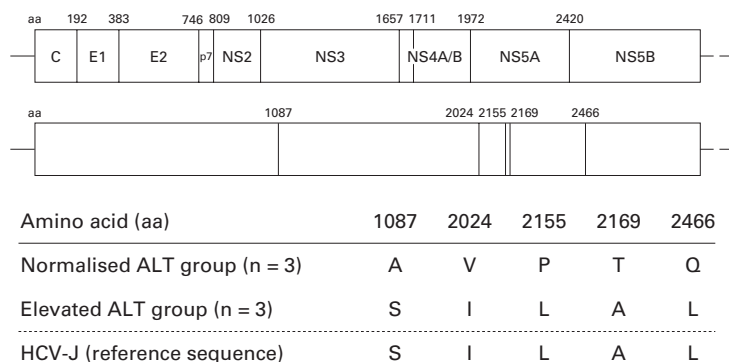 aa 192 383 746 809 1026 1657 1711 1972 2420
C E1 E2 p7 NS2 NS3 NS4A/B NS5A NS5B
aa 1087 2024 2155 2169 2466
Amino acid (aa) 1087 2024 2155 2169 2466
Normalised ALT group (n = 3) A V P T Q
Elevated ALT group (n = 3) S I L A L
HCV-J (reference sequence) S I L A L